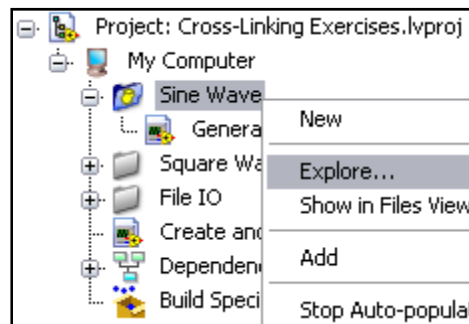 Project: Cross-Linking Exercises.lvproj
My Computer
Sine Wave
Genera
Square Wa
File IO
Create and
Dependen
Build Speci
New
Explore...
Show in Files View
Add
Stop Auto-populat